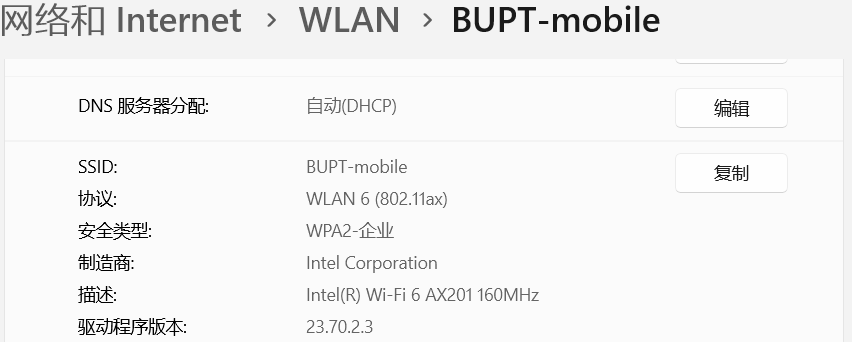 网络和 Internet › WLAN › BUPT-mobile
DNS 服务器分配: 自动(DHCP) 编辑
SSID: BUPT-mobile 复制
协议: WLAN 6 (802.11ax)
安全类型: WPA2-企业
制造商: Intel Corporation
描述: Intel(R) Wi-Fi 6 AX201 160MHz
驱动程序版本: 23.70.2.3